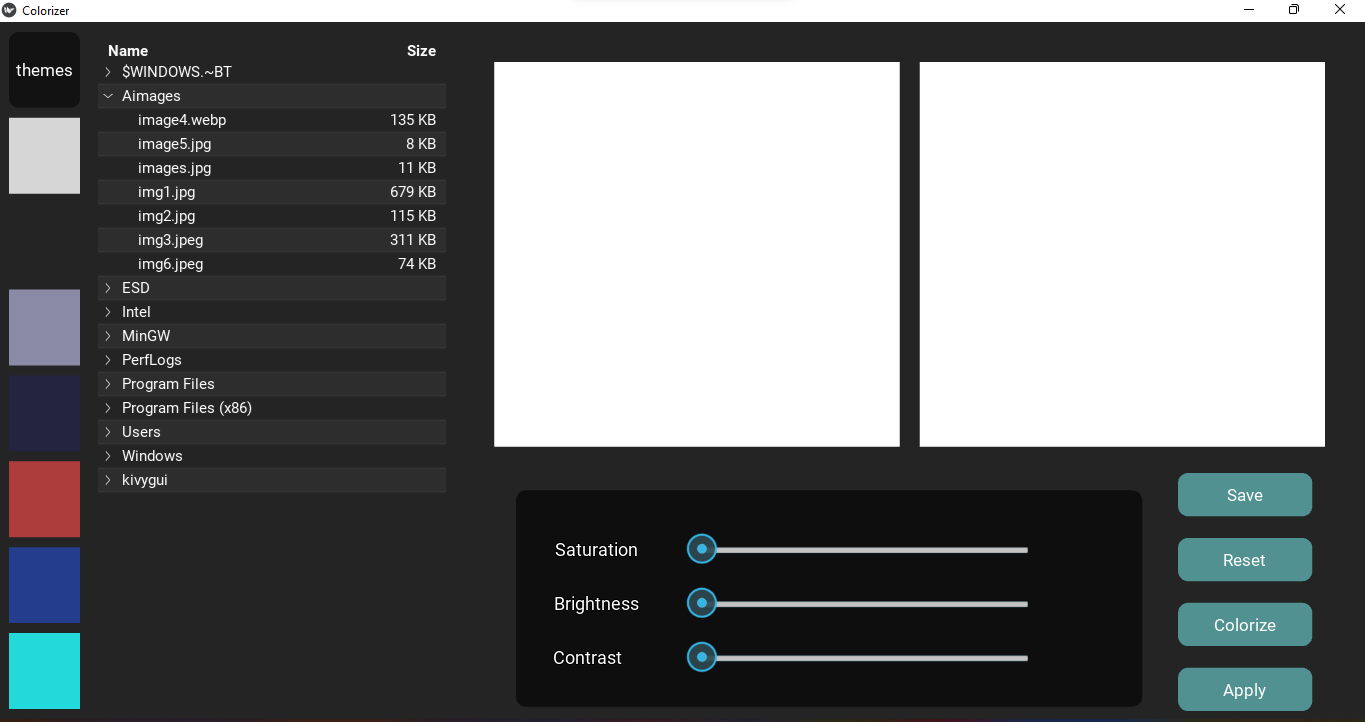 Colorizer
themes
Name Size
$WINDOWS.~BT
Aimages
image4.webp 135 KB
image5.jpg 8 KB
images.jpg 11 KB
img1.jpg 679 KB
img2.jpg 115 KB
img3.jpeg 311 KB
img6.jpeg 74 KB
ESD
Intel
MinGW
PerfLogs
Program Files
Program Files (x86)
Users
Windows
kivygui
Saturation
Brightness
Contrast
Save
Reset
Colorize
Apply